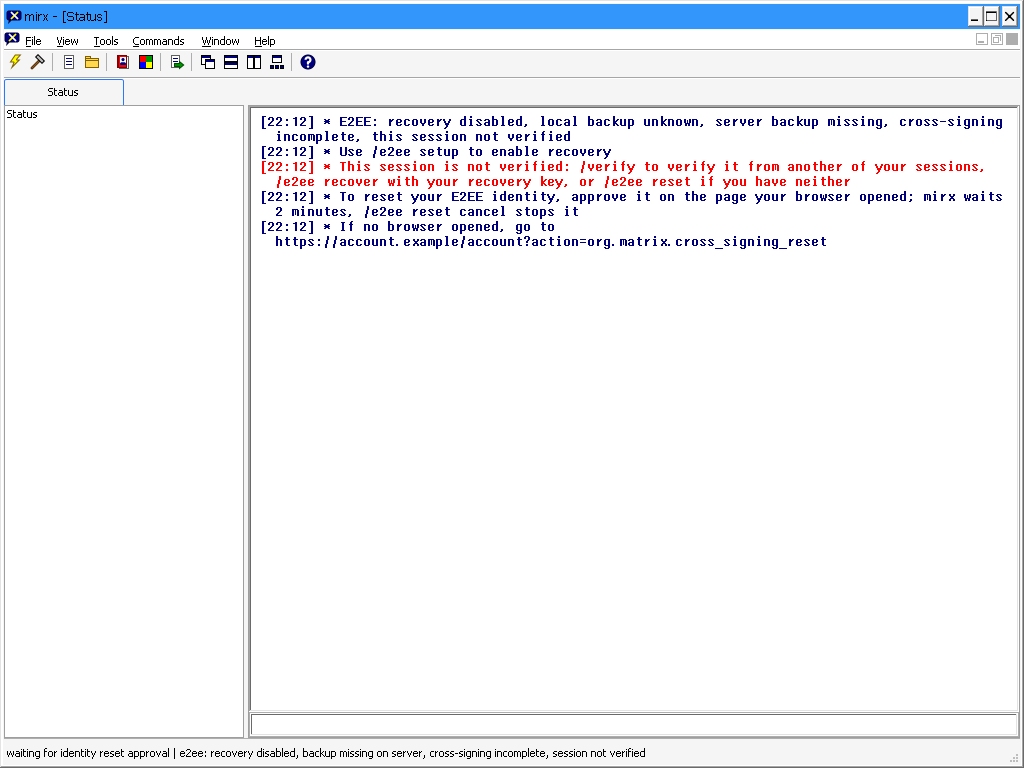 mirx - [Status]
File View Tools Commands Window Help
Status
Status
[22:12] * E2EE: recovery disabled, local backup unknown, server backup missing, cross-signing
incomplete, this session not verified
[22:12] * Use /e2ee setup to enable recovery
[22:12] * This session is not verified: /verify to verify it from another of your sessions,
/e2ee recover with your recovery key, or /e2ee reset if you have neither
[22:12] * To reset your E2EE identity, approve it on the page your browser opened; mirx waits
2 minutes, /e2ee reset cancel stops it
[22:12] * If no browser opened, go to
https://account.example/account?action=org.matrix.cross_signing_reset
waiting for identity reset approval | e2ee: recovery disabled, backup missing on server, cross-signing incomplete, session not verified